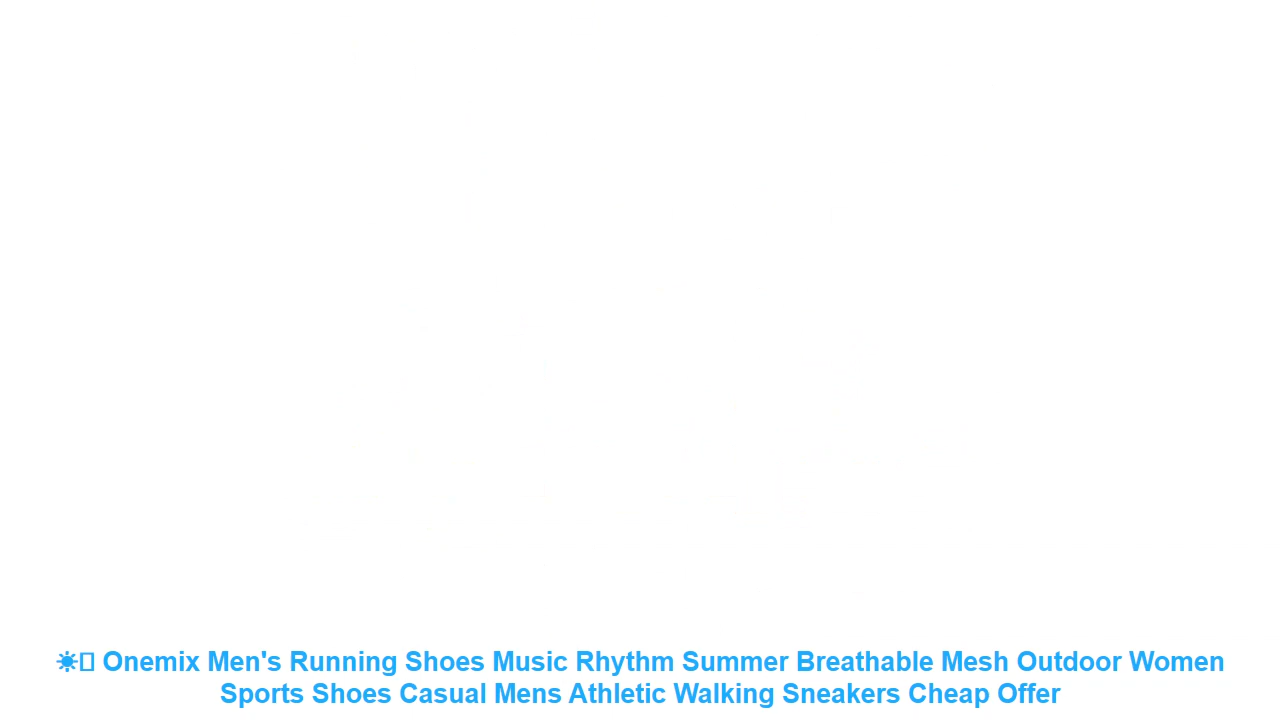 ☀️ Onemix Men's Running Shoes Music Rhythm Summer Breathable Mesh Outdoor Women
Sports Shoes Casual Mens Athletic Walking Sneakers Cheap Offer